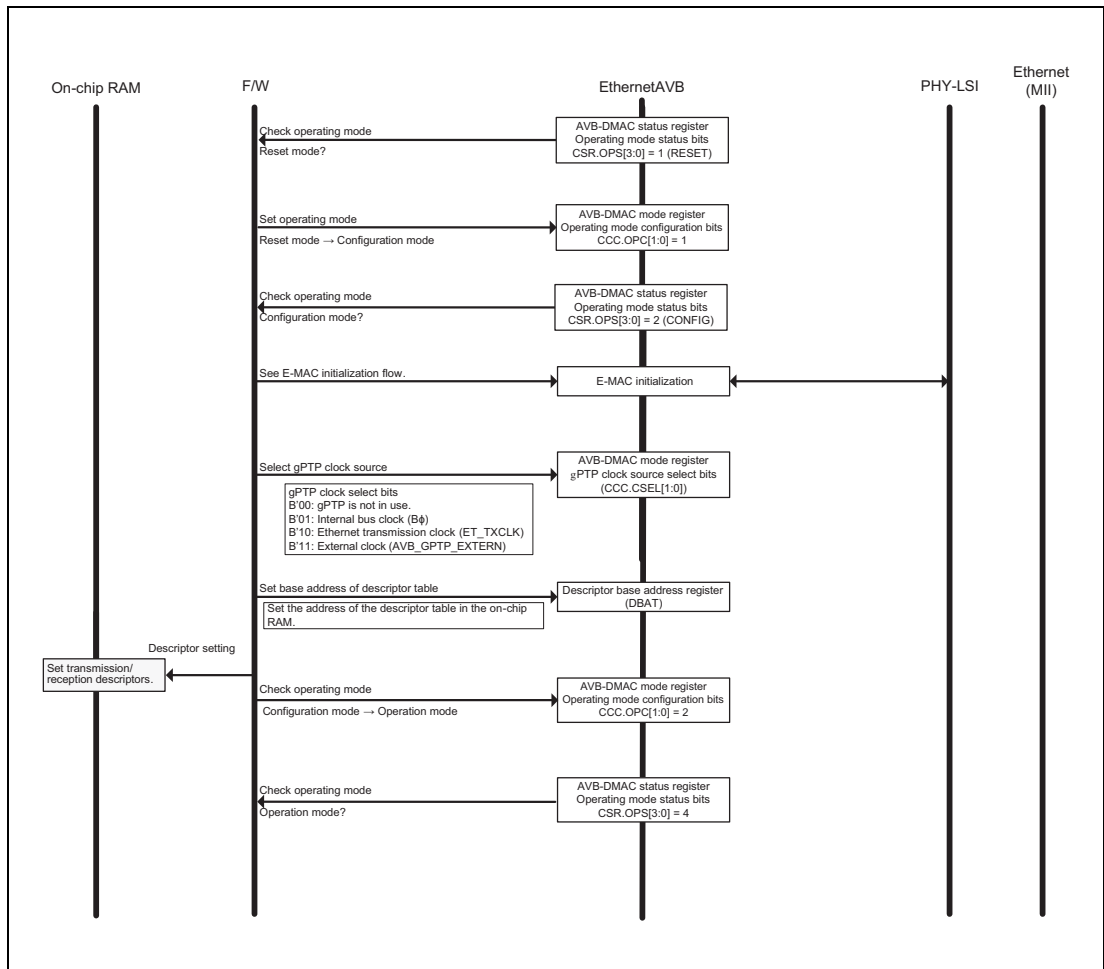 On-chip RAM
F/W
EthernetAVB
PHY-LSI
Ethernet
(MII)
Check operating mode
Reset mode?
AVB-DMAC status register
Operating mode status bits
CSR.OPS[3:0] = 1 (RESET)
Set operating mode
Reset mode → Configuration mode
AVB-DMAC mode register
Operating mode configuration bits
CCC.OPC[1:0] = 1
Check operating mode
Configuration mode?
AVB-DMAC status register
Operating mode status bits
CSR.OPS[3:0] = 2 (CONFIG)
See E-MAC initialization flow.
E-MAC initialization
Select gPTP clock source
AVB-DMAC mode register
gPTP clock source select bits
(CCC.CSEL[1:0])
gPTP clock select bits
B'00: gPTP is not in use.
B'01: Internal bus clock (Bϕ)
B'10: Ethernet transmission clock (ET_TXCLK)
B'11: External clock (AVB_GPTP_EXTERN)
Set base address of descriptor table
Set the address of the descriptor table in the on-chip
RAM.
Descriptor base address register
(DBAT)
Descriptor setting
Set transmission/
reception descriptors.
Check operating mode
Configuration mode → Operation mode
AVB-DMAC mode register
Operating mode configuration bits
CCC.OPC[1:0] = 2
Check operating mode
Operation mode?
AVB-DMAC status register
Operating mode status bits
CSR.OPS[3:0] = 4